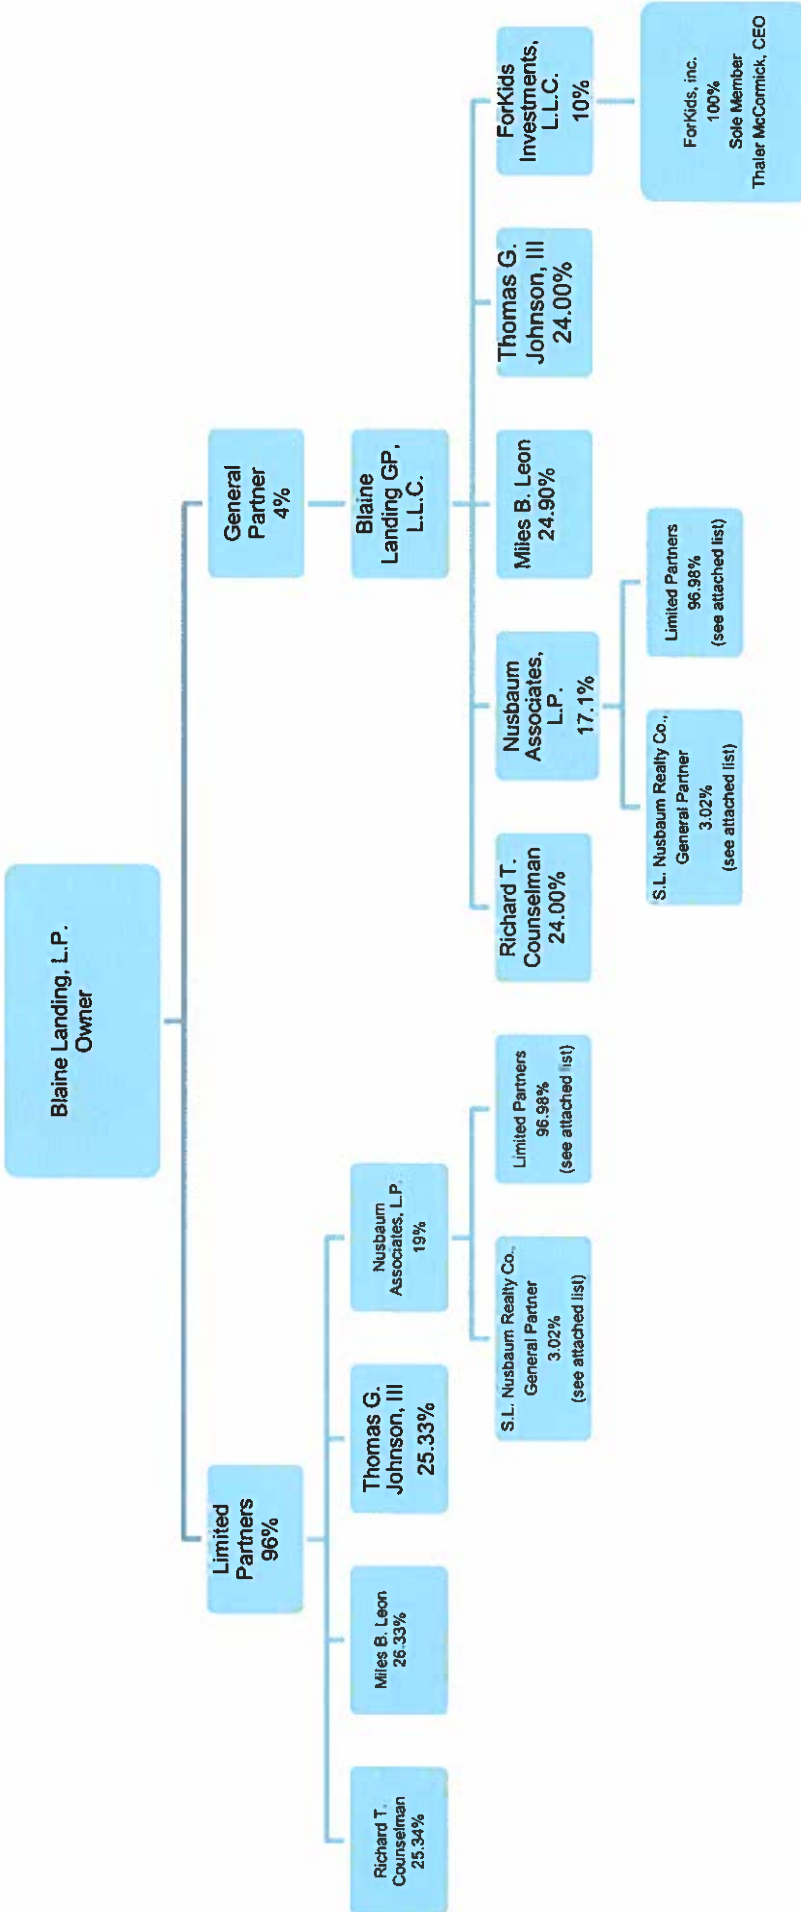 Blaine Landing, L.P.
Owner
Limited
Partners
96%
General
Partner
4%
Richard T.
Counselman
25.34%
Miles B. Leon
26.33%
Thomas G.
Johnson, III
25.33%
Nusbaum
Associates, L.P.
19%
Blaine
Landing GP,
L.L.C.
S.L. Nusbaum Realty Co.,
General Partner
3.02%
(see attached list)
Limited Partners
96.98%
(see attached list)
Richard T.
Counselman
24.00%
Nusbaum
Associates,
L.P.
17.1%
Miles B. Leon
24.90%
Thomas G.
Johnson, III
24.00%
ForKids
Investments,
L.L.C.
10%
S.L. Nusbaum Realty Co.,
General Partner
3.02%
(see attached list)
Limited Partners
96.98%
(see attached list)
ForKids, inc.
100%
Sole Member
Thaler McCormick, CEO